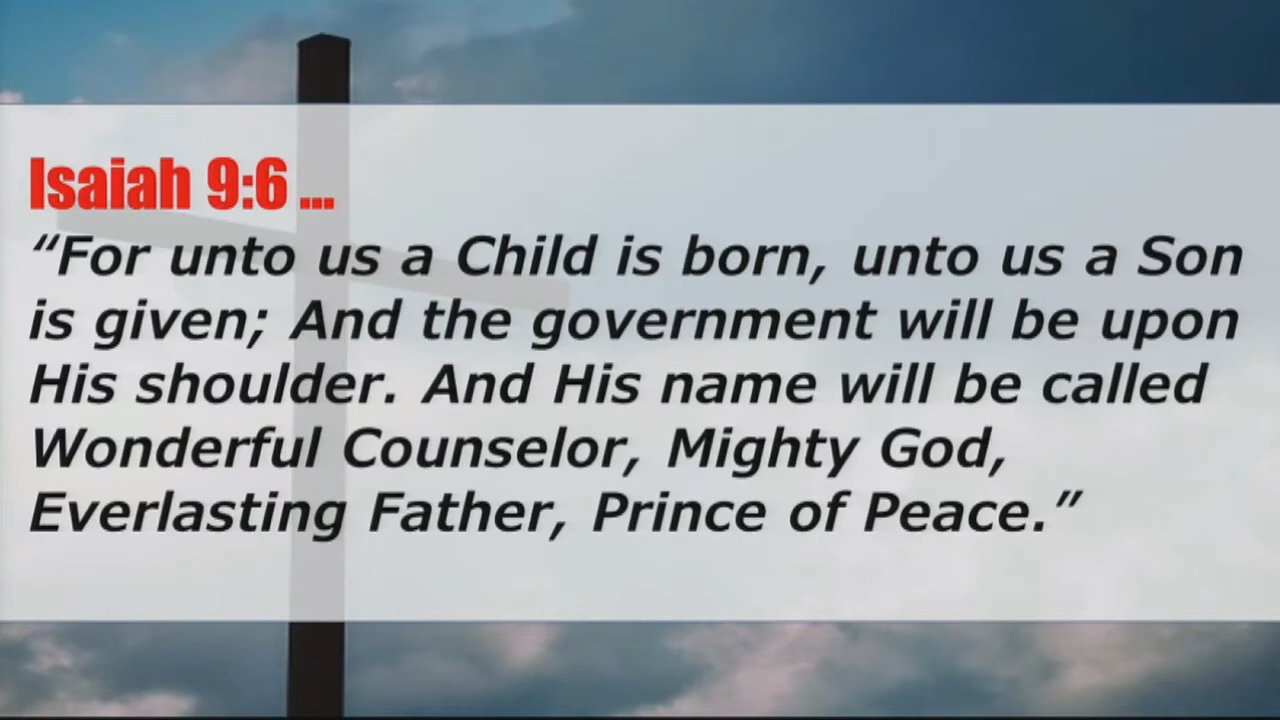 Isaiah 9:6 ...
“For unto us a Child is born, unto us a Son
is given; And the government will be upon
His shoulder. And His name will be called
Wonderful Counselor, Mighty God,
Everlasting Father, Prince of Peace.”